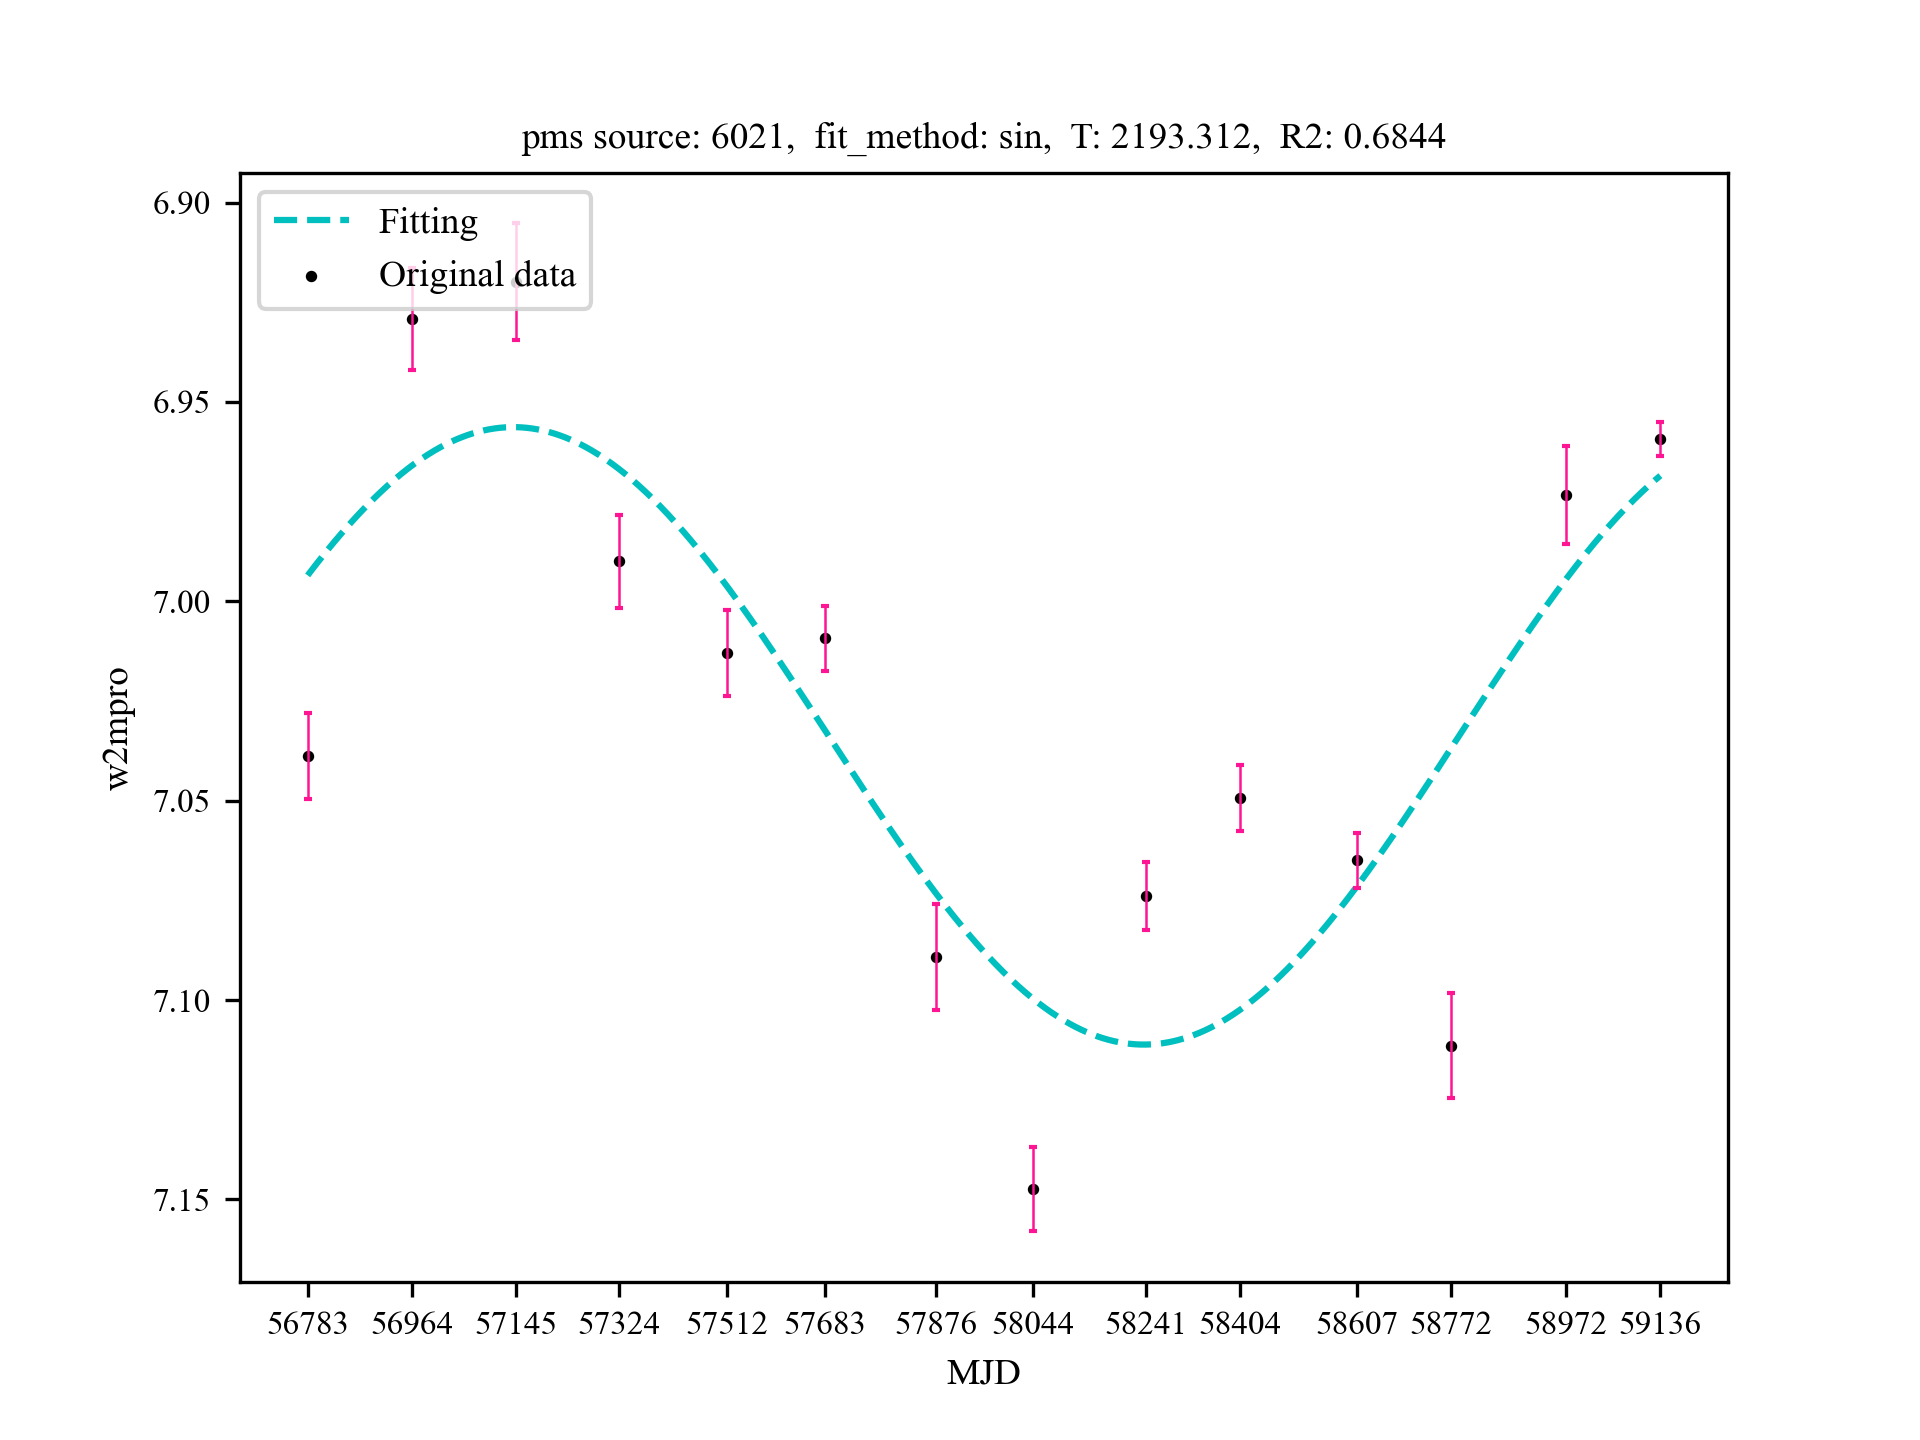 pms source: 6021,  fit_method: sin,  T: 2193.312,  R2: 0.6844
Fitting
Original data
6.90
6.95
7.00
7.05
7.10
7.15
w2mpro
56783 56964 57145 57324 57512 57683 57876 58044 58241 58404 58607 58772 58972 59136
MJD